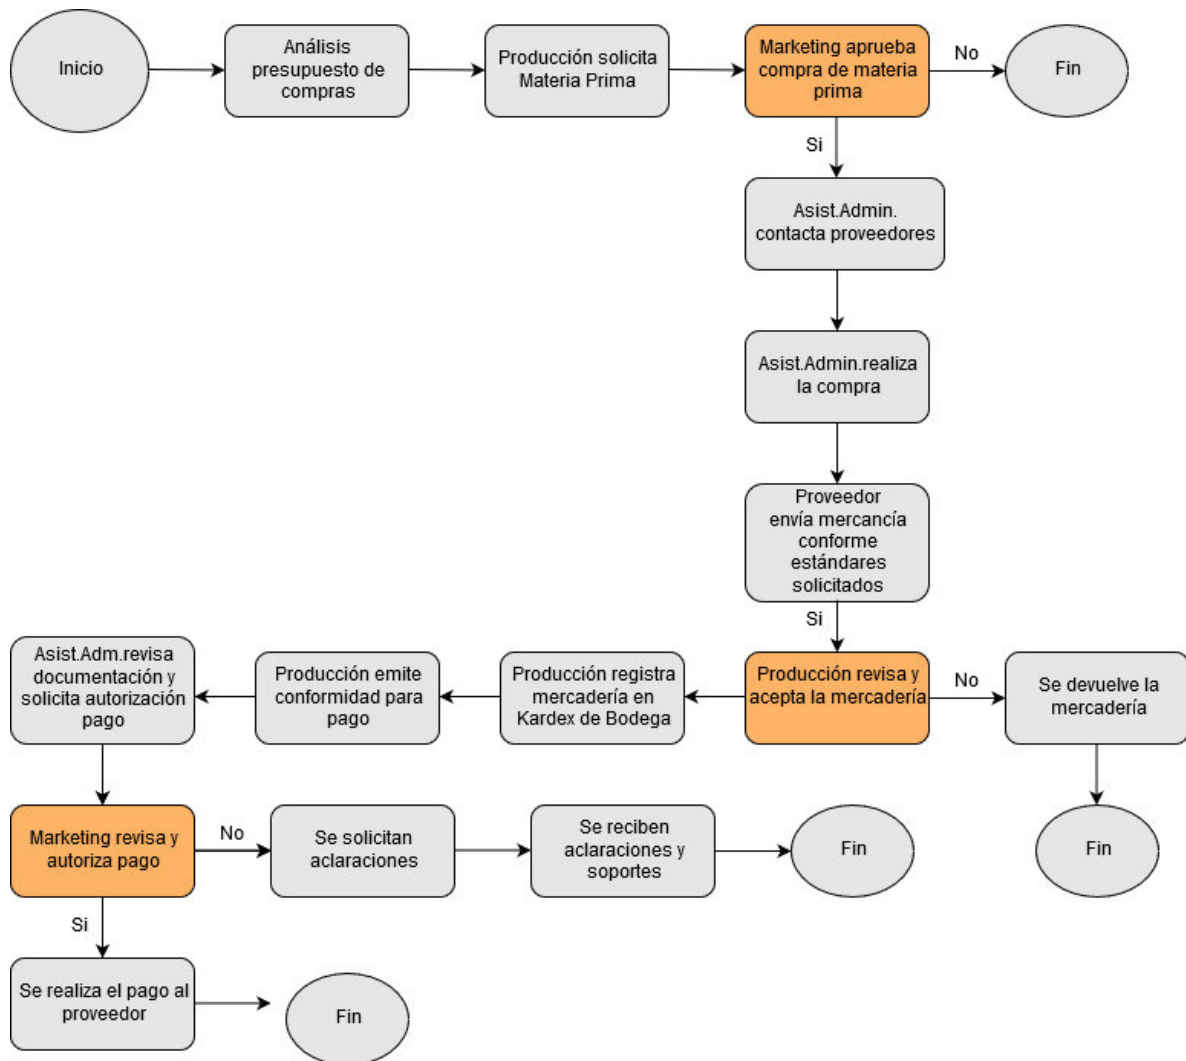 Inicio
Análisis
presupuesto de
compras
Producción solicita
Materia Prima
Marketing aprueba
compra de materia
prima
No
Fin
Si
Asist.Admin.
contacta proveedores
Asist.Admin.realiza
la compra
Proveedor
envía mercancía
conforme
estándares
solicitados
Si
Producción revisa y
acepta la mercadería
No
Se devuelve la
mercadería
Fin
Producción registra
mercadería en
Kardex de Bodega
Producción emite
conformidad para
pago
Asist.Adm.revisa
documentación y
solicita autorización
pago
Marketing revisa y
autoriza pago
No
Se solicitan
aclaraciones
Se reciben
aclaraciones y
soportes
Fin
Si
Se realiza el pago al
proveedor
Fin